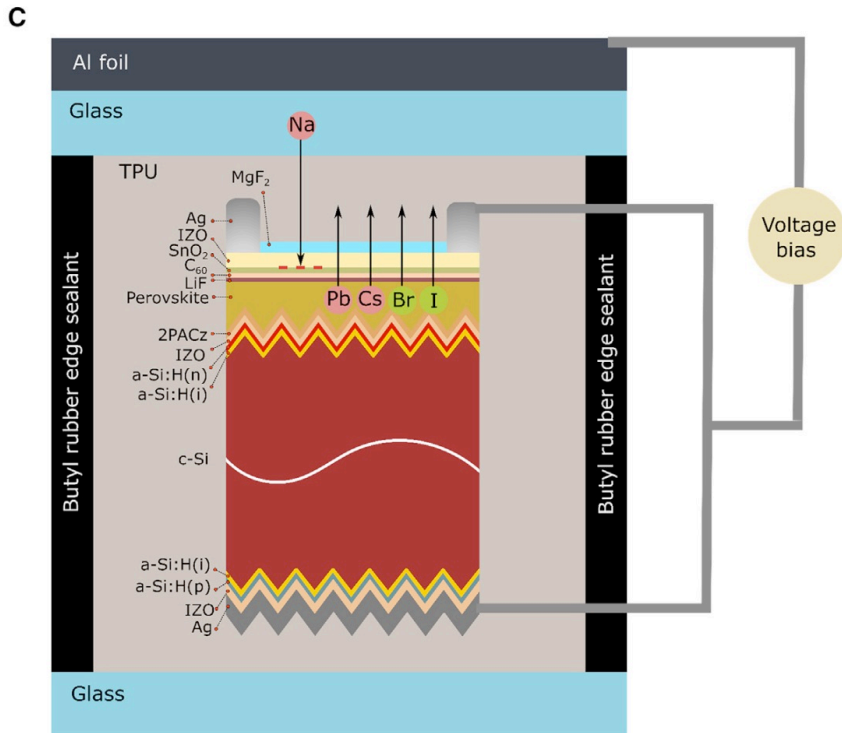 C
Al foil
Glass
Na
TPU
MgF₂
Ag
IZO
SnO₂
C₆₀
LiF
Perovskite
Pb
Cs
Br
I
2PACz
IZO
a-Si:H(n)
a-Si:H(i)
c-Si
a-Si:H(i)
a-Si:H(p)
IZO
Ag
Glass
Butyl rubber edge sealant
Butyl rubber edge sealant
Voltage
bias